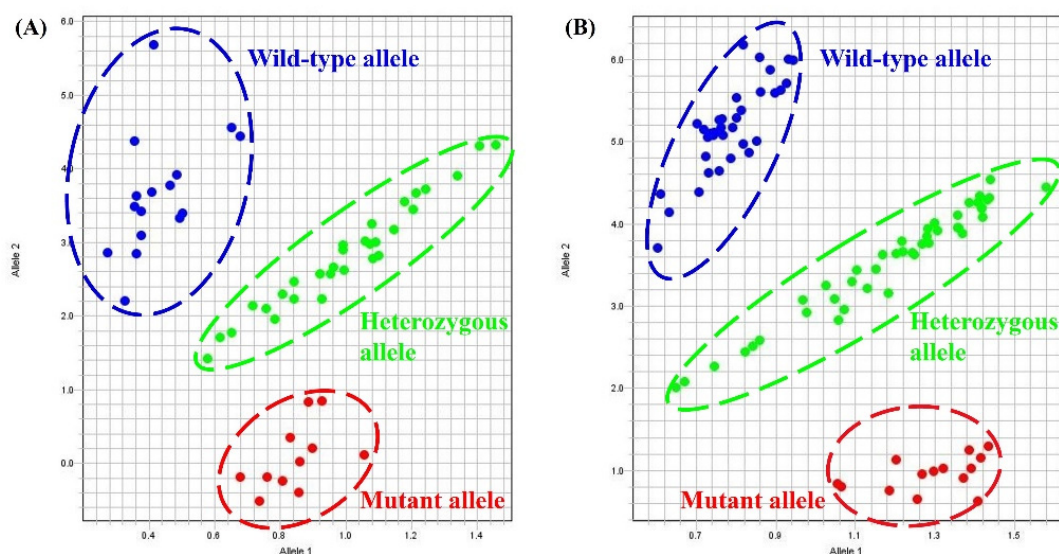 (A)
6.0
Wild-type allele
5.0
4.0
Allele 2
3.0
2.0
Heterozygous
allele
1.0
0.0
Mutant allele
0.4
0.6
0.8
1.0
1.2
1.4
Allele 1
(B)
6.0
Wild-type allele
5.0
4.0
Allele 2
3.0
Heterozygous
allele
2.0
1.0
Mutant allele
0.7
0.9
1.1
1.3
1.5
Allele 1